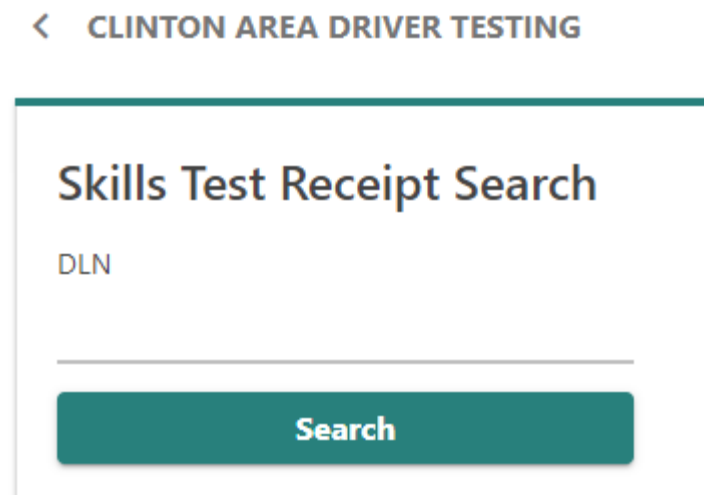 CLINTON AREA DRIVER TESTING
Skills Test Receipt Search
DLN
Search